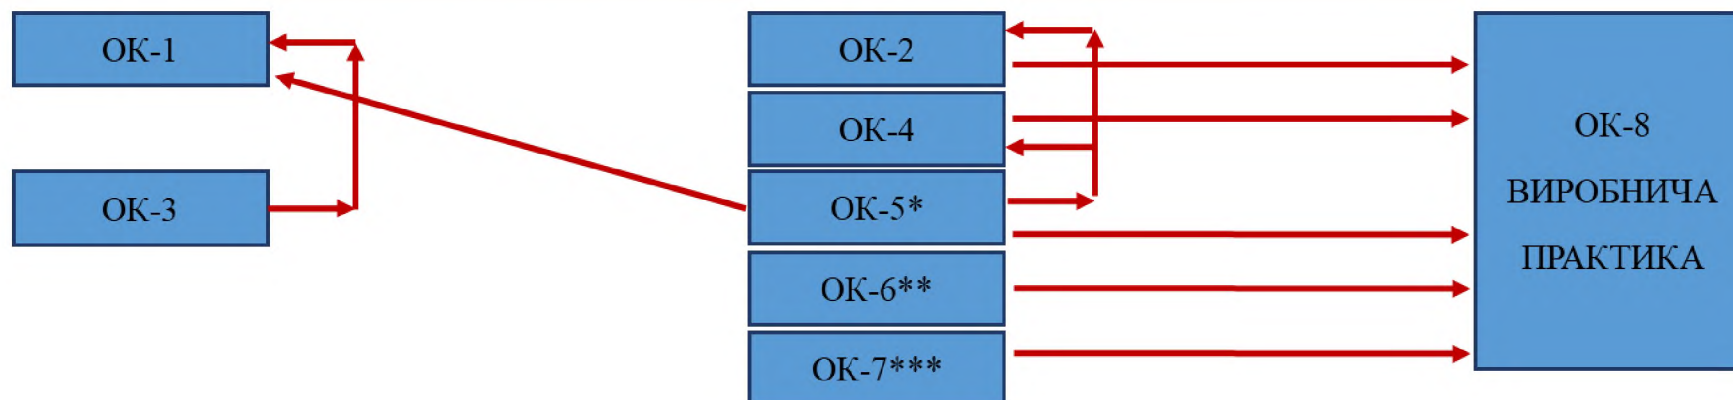 ОК-1
ОК-3
ОК-2
ОК-4
ОК-5*
ОК-6**
ОК-7***
ОК-8
ВИРОБНИЧА
ПРАКТИКА